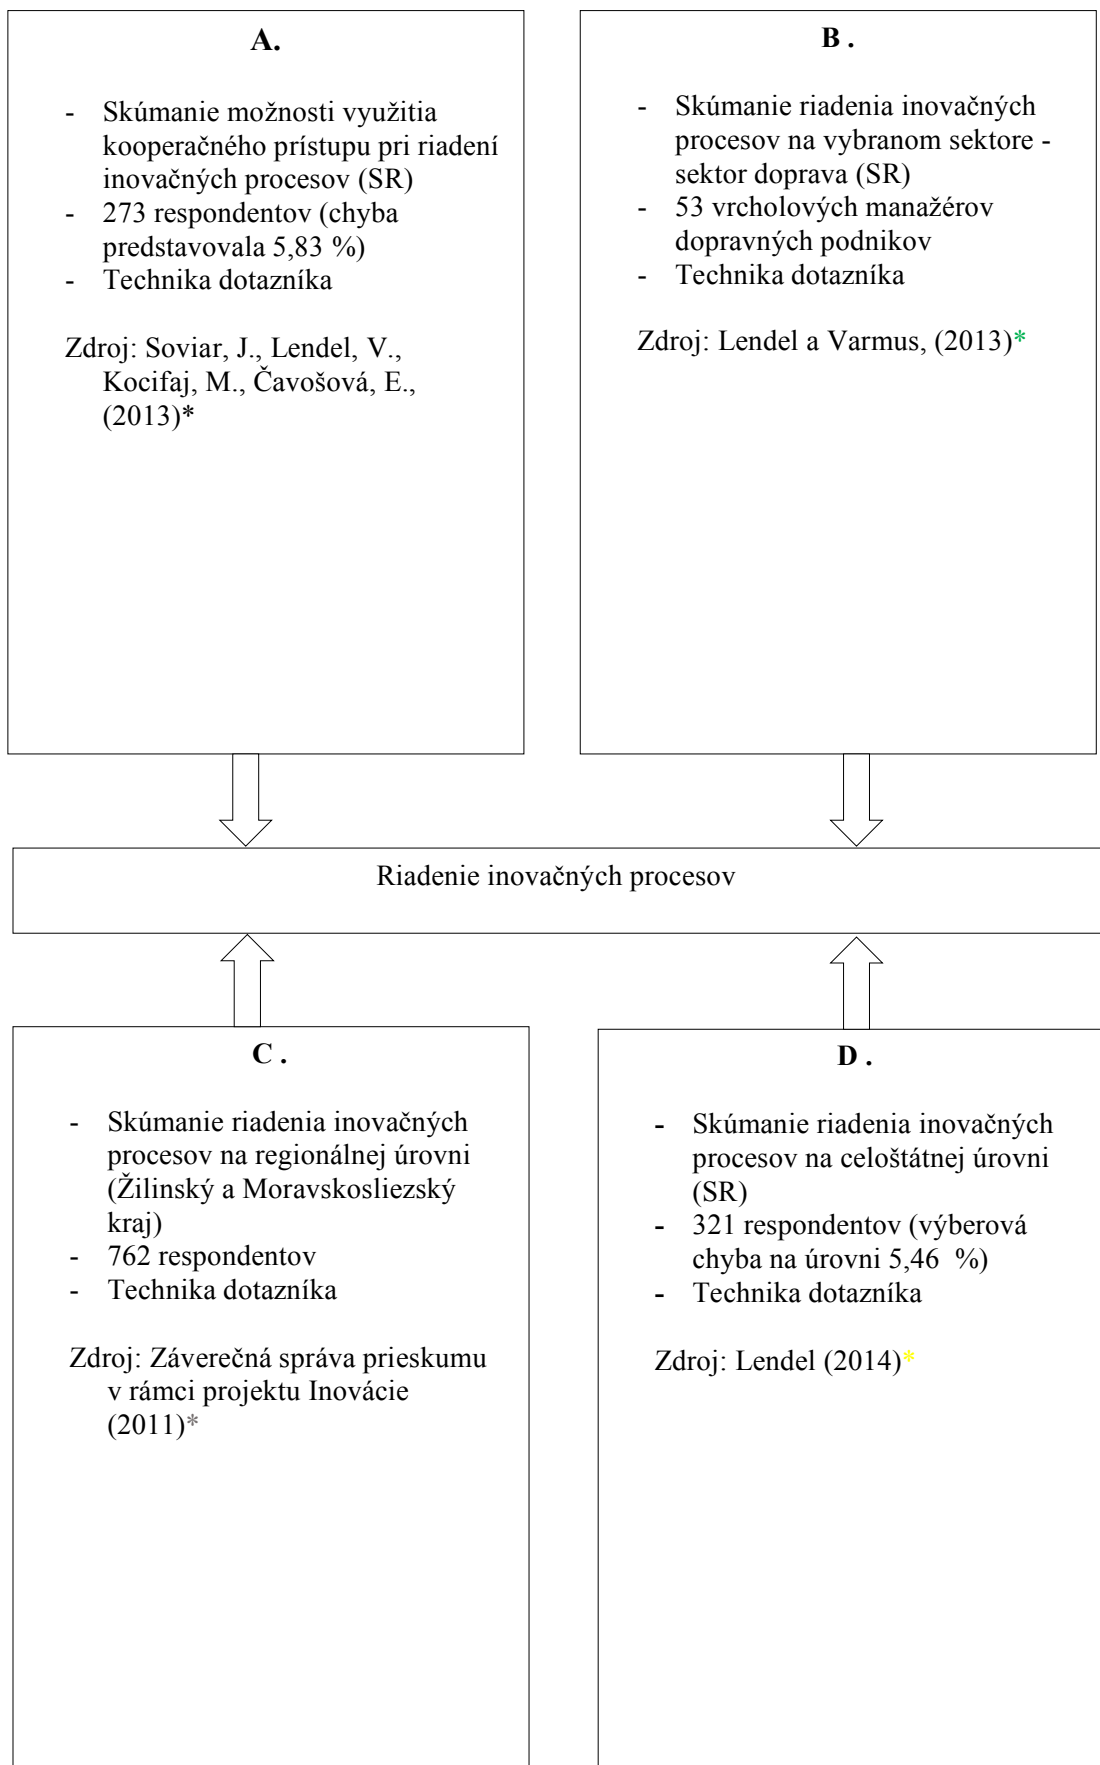 A.
- Skúmanie možnosti využitia
kooperačného prístupu pri riadení
inovačných procesov (SR)
- 273 respondentov (chyba
predstavovala 5,83 %)
- Technika dotazníka
Zdroj: Soviar, J., Lendel, V.,
Kocifaj, M., Čavošová, E.,
(2013)*
B .
- Skúmanie riadenia inovačných
procesov na vybranom sektore -
sektor doprava (SR)
- 53 vrcholových manažérov
dopravných podnikov
- Technika dotazníka
Zdroj: Lendel a Varmus, (2013)*
Riadenie inovačných procesov
C .
- Skúmanie riadenia inovačných
procesov na regionálnej úrovni
(Žilinský a Moravskosliezský
kraj)
- 762 respondentov
- Technika dotazníka
Zdroj: Záverečná správa prieskumu
v rámci projektu Inovácie
(2011)*
D .
- Skúmanie riadenia inovačných
procesov na celoštátnej úrovni
(SR)
- 321 respondentov (výberová
chyba na úrovni 5,46  %)
- Technika dotazníka
Zdroj: Lendel (2014)*